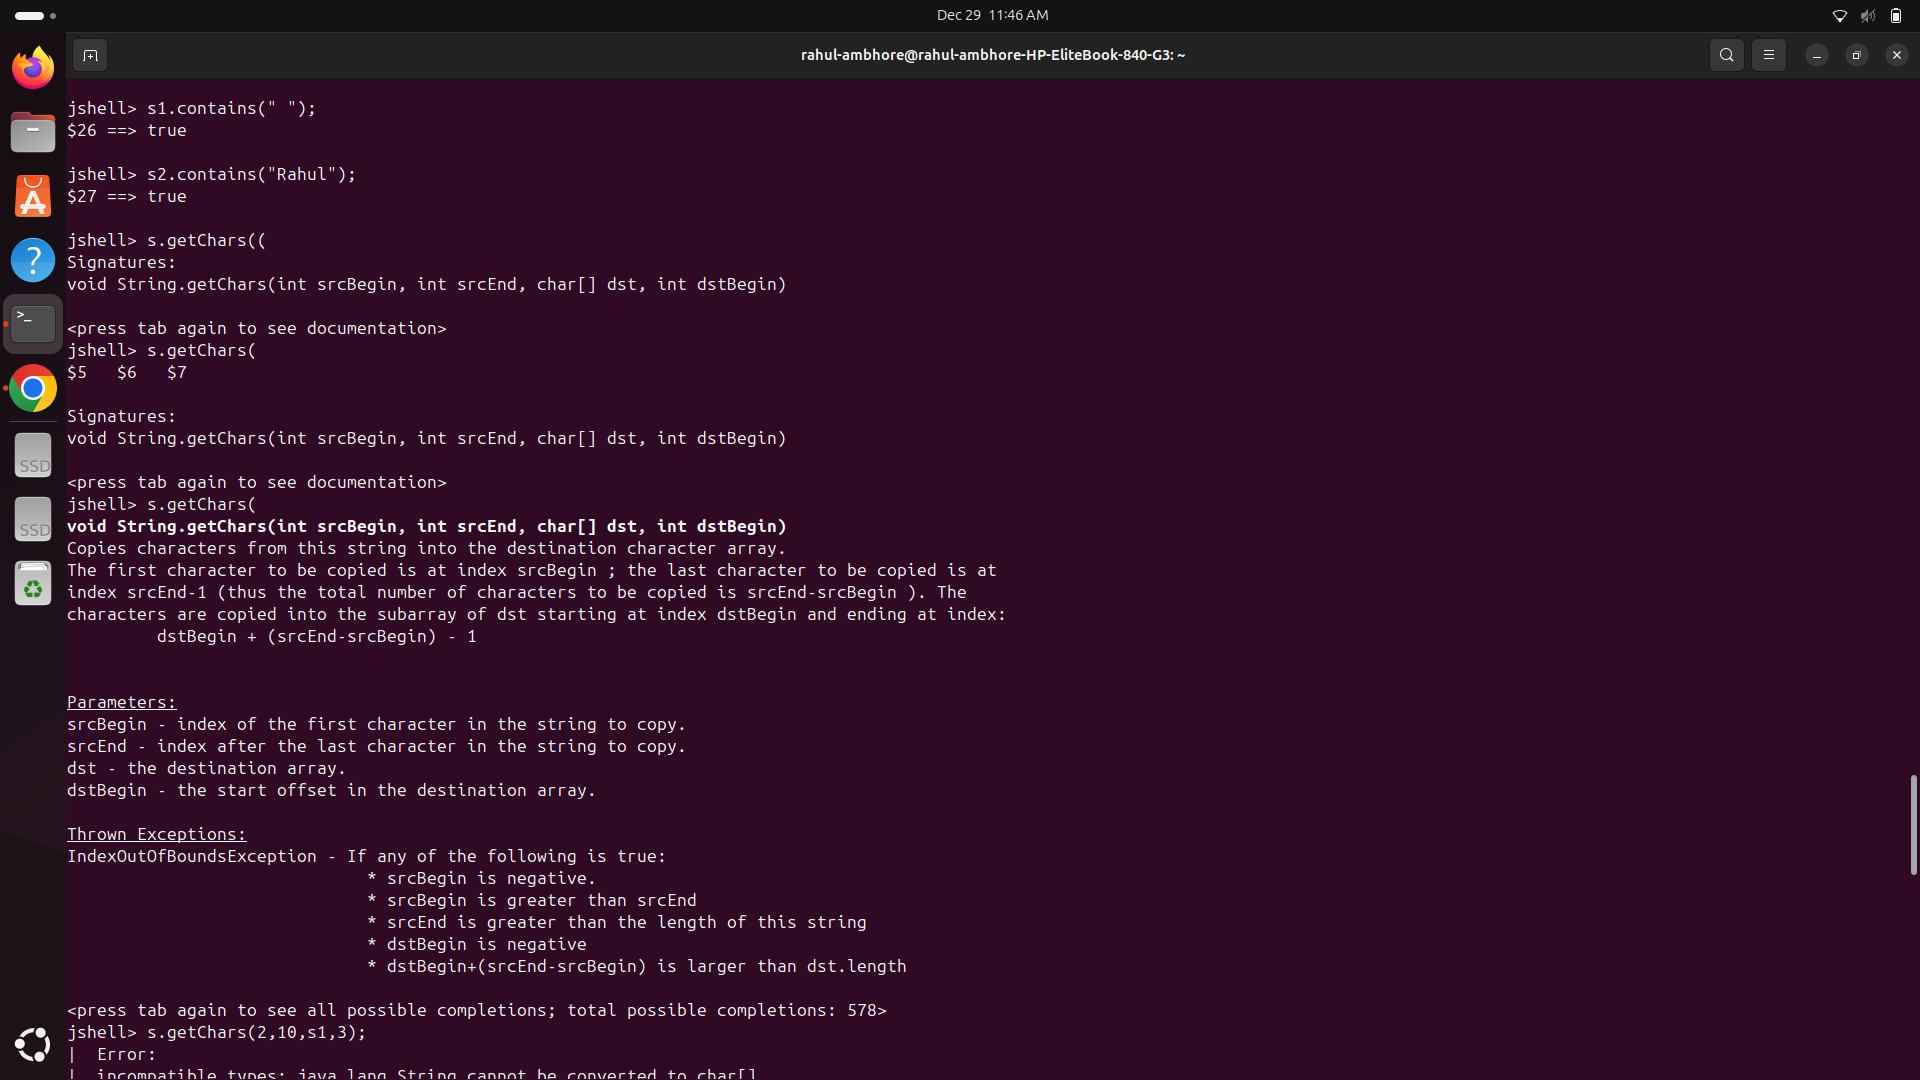 Dec 29 11:46 AM
rahul-ambhore@rahul-ambhore-HP-EliteBook-840-G3: ~
jshell> s1.contains(" ");
$26 ==> true
jshell> s2.contains("Rahul");
$27 ==> true
jshell> s.getChars((
Signatures:
void String.getChars(int srcBegin, int srcEnd, char[] dst, int dstBegin)
<press tab again to see documentation>
jshell> s.getChars(
$5   $6   $7
Signatures:
void String.getChars(int srcBegin, int srcEnd, char[] dst, int dstBegin)
<press tab again to see documentation>
jshell> s.getChars(
void String.getChars(int srcBegin, int srcEnd, char[] dst, int dstBegin)
Copies characters from this string into the destination character array.
The first character to be copied is at index srcBegin ; the last character to be copied is at
index srcEnd-1 (thus the total number of characters to be copied is srcEnd-srcBegin ). The
characters are copied into the subarray of dst starting at index dstBegin and ending at index:
dstBegin + (srcEnd-srcBegin) - 1
Parameters:
srcBegin - index of the first character in the string to copy.
srcEnd - index after the last character in the string to copy.
dst - the destination array.
dstBegin - the start offset in the destination array.
Thrown Exceptions:
IndexOutOfBoundsException - If any of the following is true:
* srcBegin is negative.
* srcBegin is greater than srcEnd
* srcEnd is greater than the length of this string
* dstBegin is negative
* dstBegin+(srcEnd-srcBegin) is larger than dst.length
<press tab again to see all possible completions; total possible completions: 578>
jshell> s.getChars(2,10,s1,3);
|  Error:
|  incompatible types: java.lang.String cannot be converted to char[]
SSD
SSD